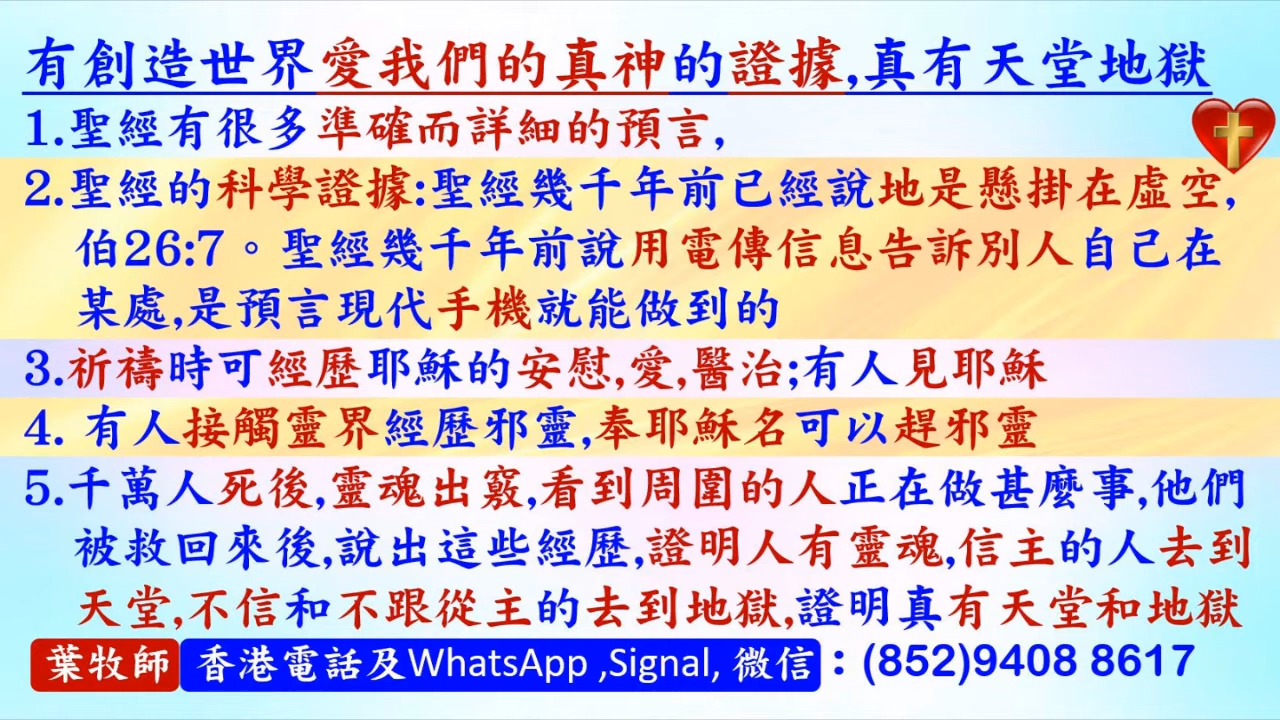 有創造世界愛我們的真神的證據,真有天堂地獄
1.聖經有很多準確而詳細的預言,
2.聖經的科學證據:聖經幾千年前已經說地是懸掛在虛空,
伯26:7。聖經幾千年前說用電傳信息告訴別人自己在
某處,是預言現代手機就能做到的
3.祈禱時可經歷耶穌的安慰,愛,醫治;有人見耶穌
4. 有人接觸靈界經歷邪靈,奉耶穌名可以趕邪靈
5.千萬人死後,靈魂出竅,看到周圍的人正在做甚麼事,他們
被救回來後,說出這些經歷,證明人有靈魂,信主的人去到
天堂,不信和不跟從主的去到地獄,證明真有天堂和地獄
葉牧師 香港電話及WhatsApp ,Signal, 微信：(852)9408 8617